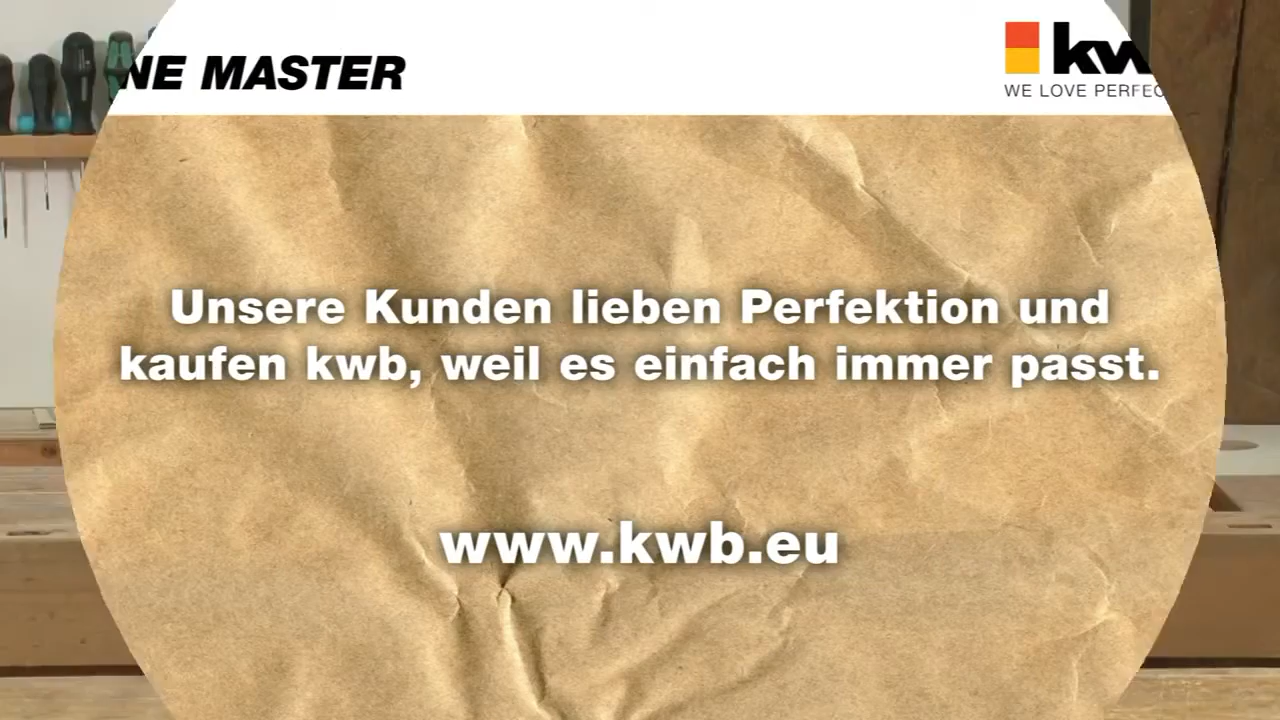 NE MASTER
kw
WE LOVE PERFEC
Unsere Kunden lieben Perfektion und
kaufen kwb, weil es einfach immer passt.
www.kwb.eu